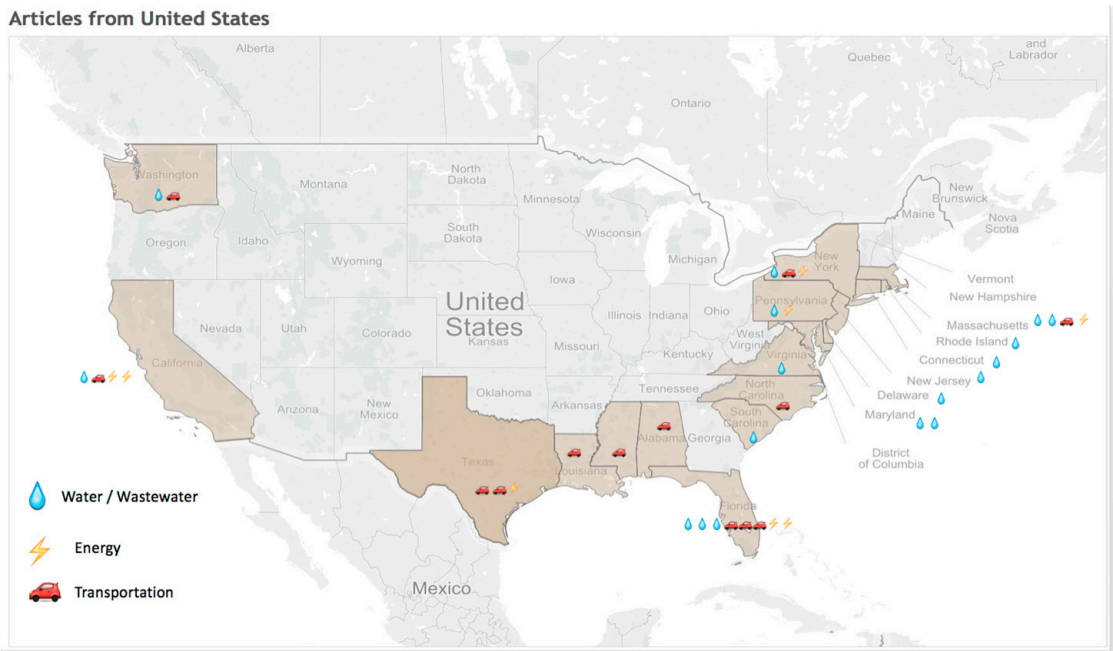 Articles from United States
Alberta
Quebec
and
Labrador
Ontario
Washington
Montana
North
Dakota
Minnesota
New
Brunswick
Maine
Nova
Scotia
Oregon
Idaho
South
Dakota
Wisconsin
Michigan
New
York
Wyoming
Vermont
Iowa
New Hampshire
United
States
Pennsylvania
Massachusetts
Illinois
Indiana
Ohio
Nevada
Utah
Colorado
Kansas
Missouri
West
Virginia
Rhode Island
California
Kentucky
Virginia
Connecticut
New Jersey
Delaware
Maryland
Oklahoma
Tennessee
North
Carolina
Arizona
New
Mexico
Arkansas
South
Carolina
Alabama
Georgia
District
of Columbia
Texas
Louisiana
Florida
Water / Wastewater
Energy
Transportation
Mexico